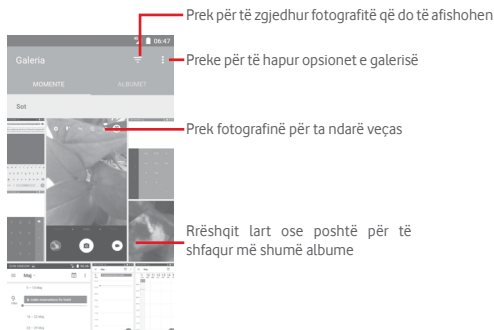 Prek për të zgjedhur fotografitë që do të afishohen
06:47
Galeria
Preke për të hapur opsionet e galerisë
MOMENTE
ALBUMET
Sot
Prek fotografinë për ta ndarë veças
Rrëshqit lart ose poshtë për të
shfaqur më shumë albume
Maj